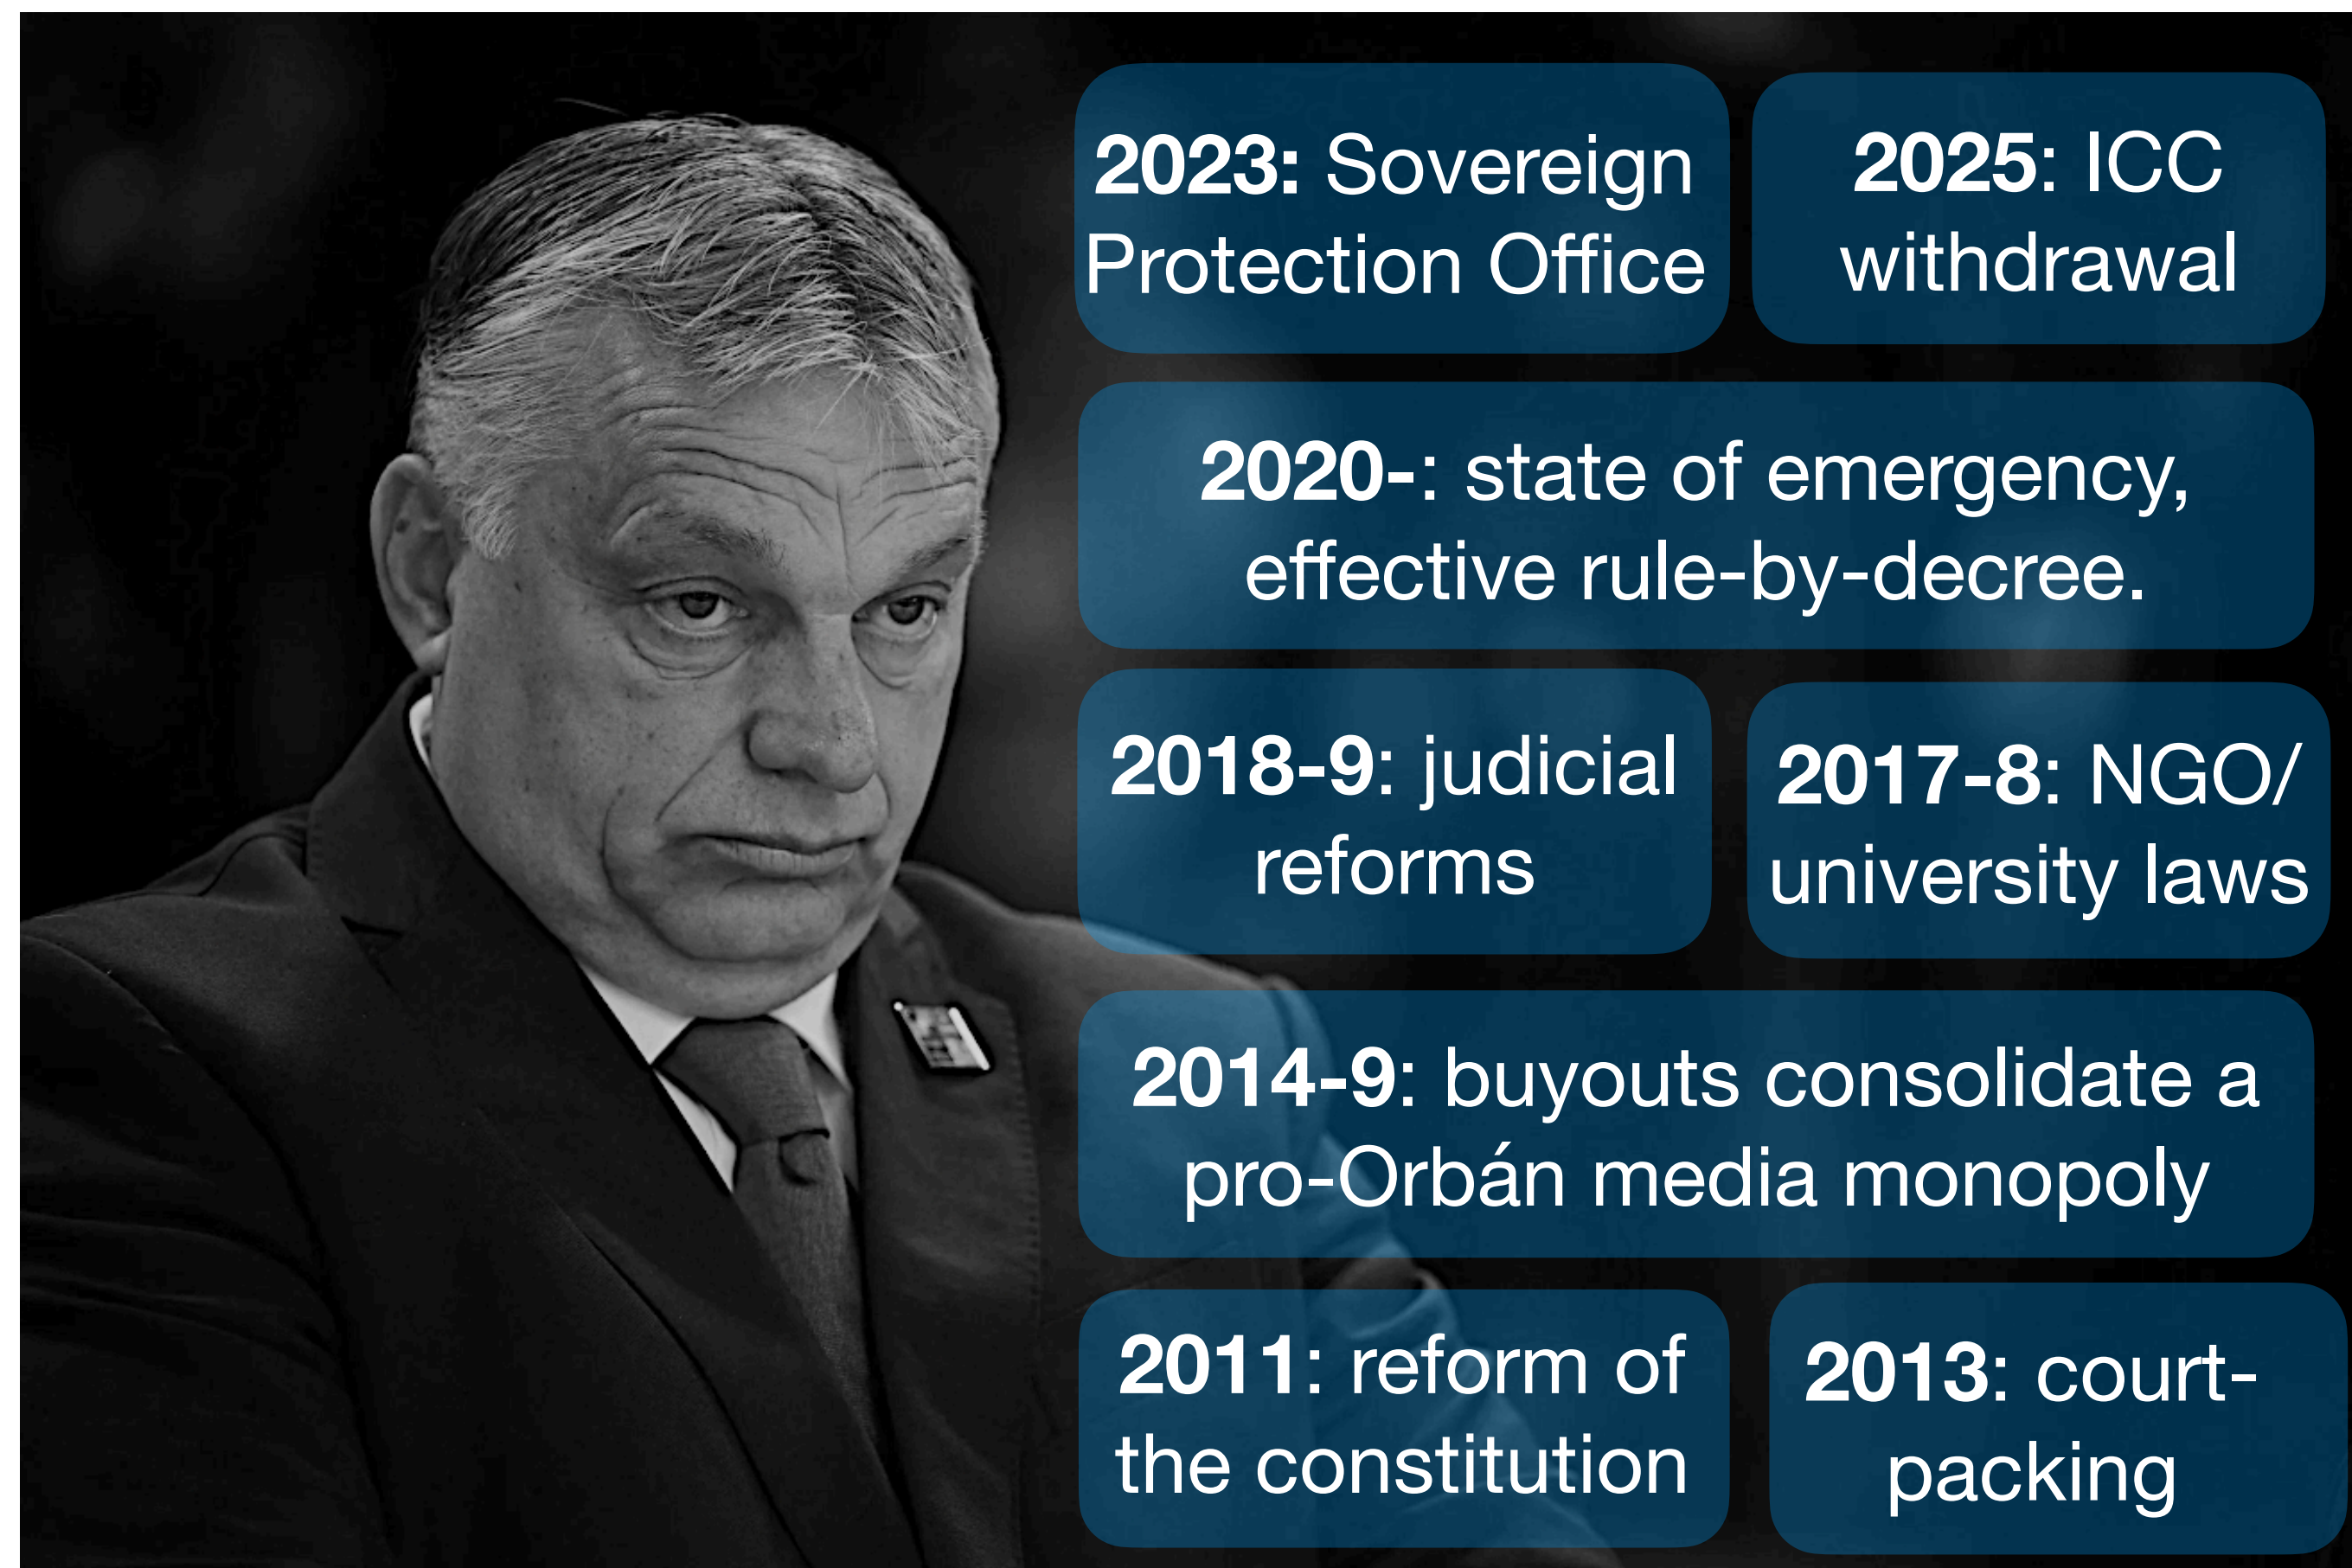 2023: Sovereign
Protection Office
2025: ICC
withdrawal
2020-: state of emergency,
effective rule-by-decree.
2018-9: judicial
reforms
2017-8: NGO/
university laws
2014-9: buyouts consolidate a
pro-Orbán media monopoly
2011: reform of
the constitution
2013: court-
packing